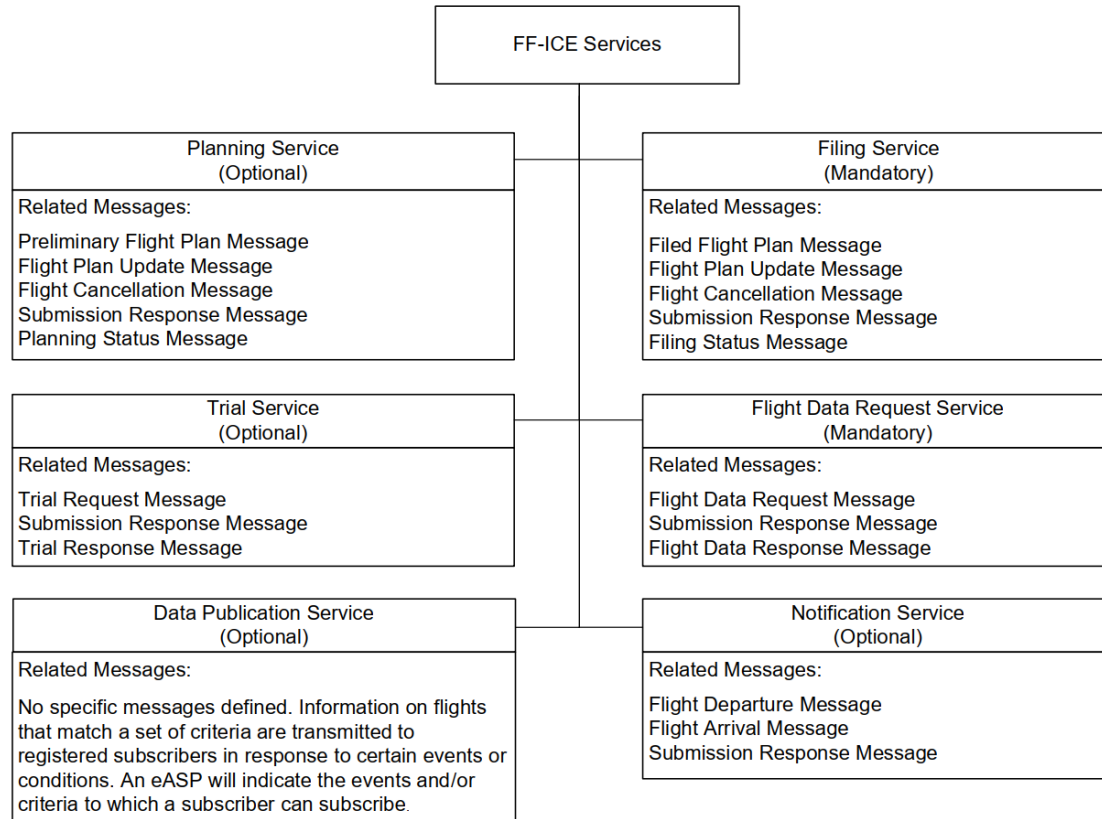 FF-ICE Services
Planning Service
(Optional)
Related Messages:
Preliminary Flight Plan Message
Flight Plan Update Message
Flight Cancellation Message
Submission Response Message
Planning Status Message
Filing Service
(Mandatory)
Related Messages:
Filed Flight Plan Message
Flight Plan Update Message
Flight Cancellation Message
Submission Response Message
Filing Status Message
Trial Service
(Optional)
Related Messages:
Trial Request Message
Submission Response Message
Trial Response Message
Flight Data Request Service
(Mandatory)
Related Messages:
Flight Data Request Message
Submission Response Message
Flight Data Response Message
Data Publication Service
(Optional)
Related Messages:
No specific messages defined. Information on flights
that match a set of criteria are transmitted to
registered subscribers in response to certain events or
conditions. An eASP will indicate the events and/or
criteria to which a subscriber can subscribe.
Notification Service
(Optional)
Related Messages:
Flight Departure Message
Flight Arrival Message
Submission Response Message